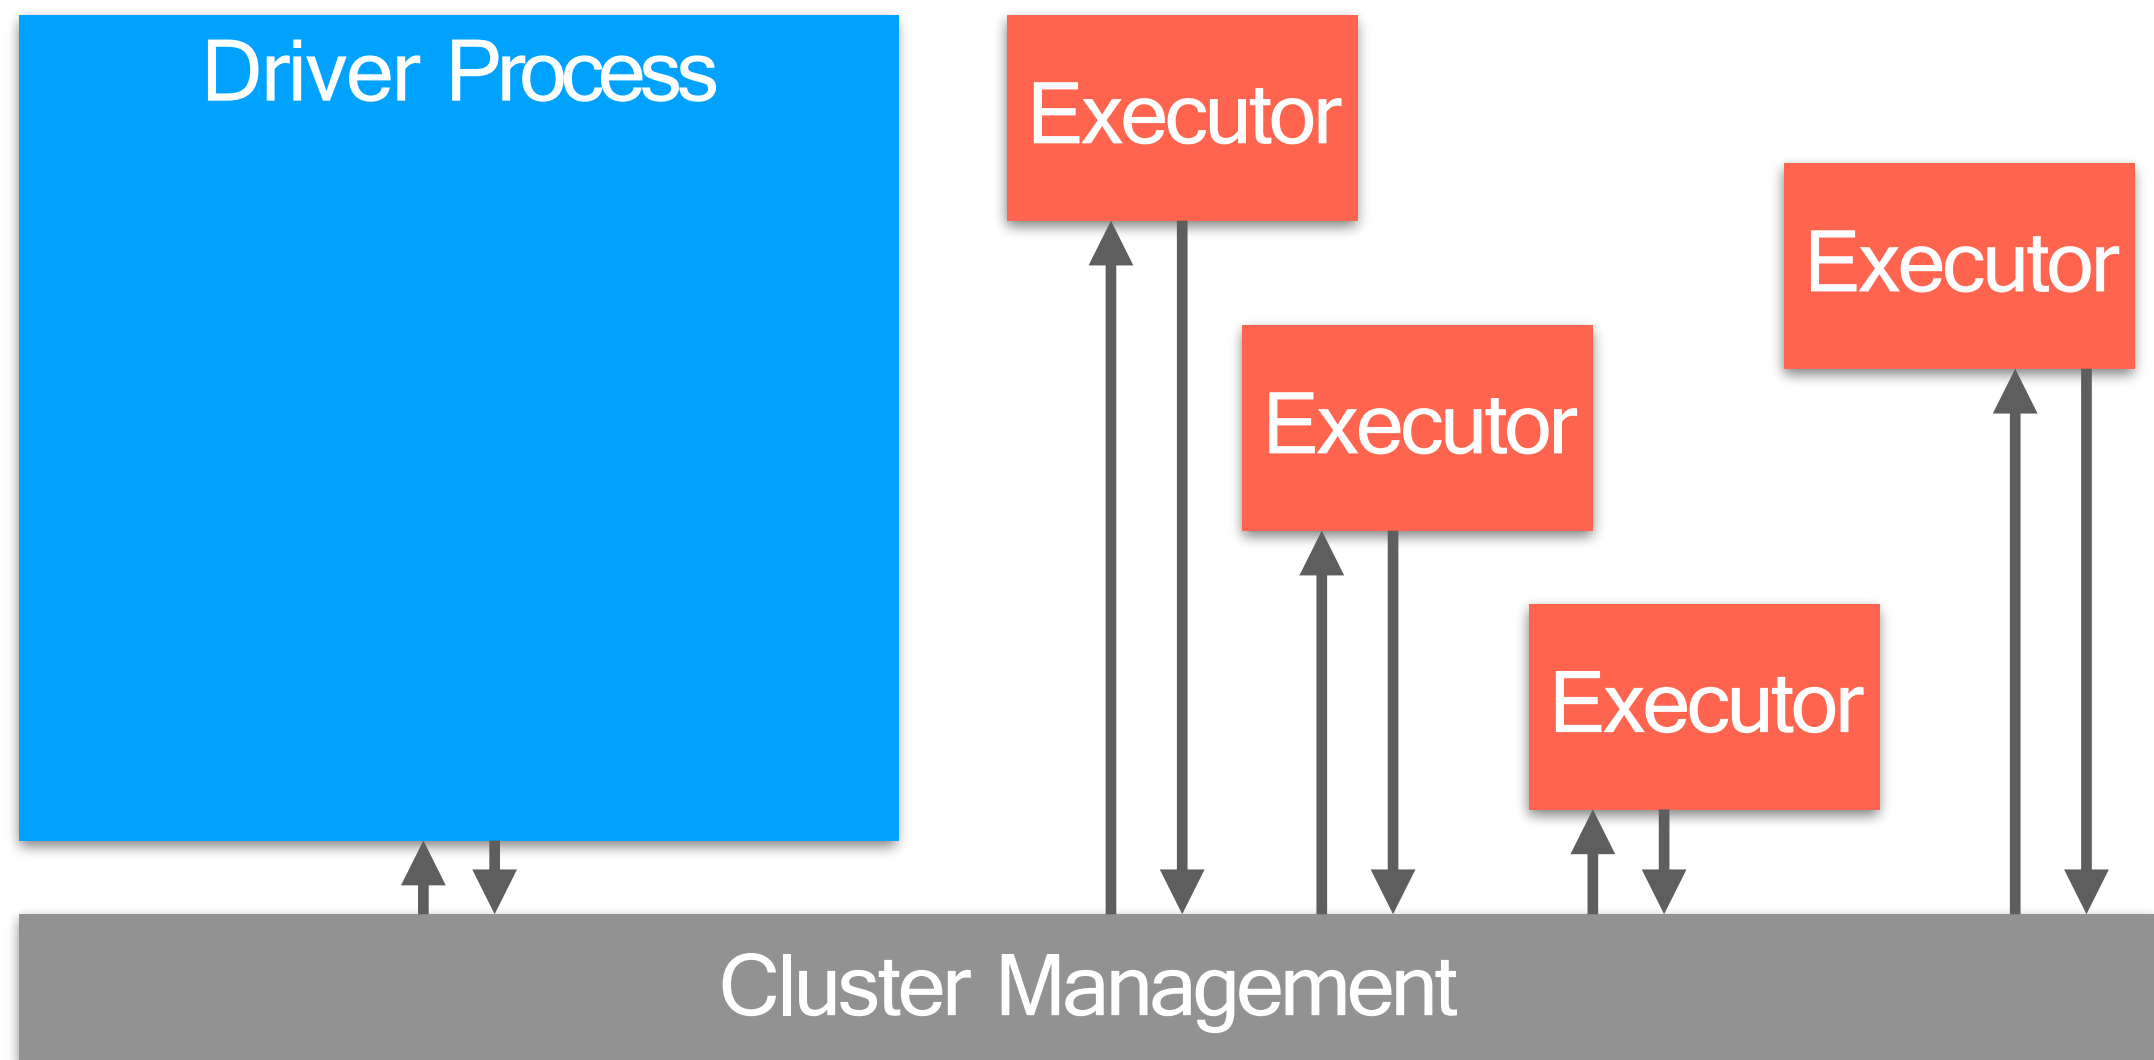 Driver Process
Executor
Executor
Executor
Executor
Cluster Management